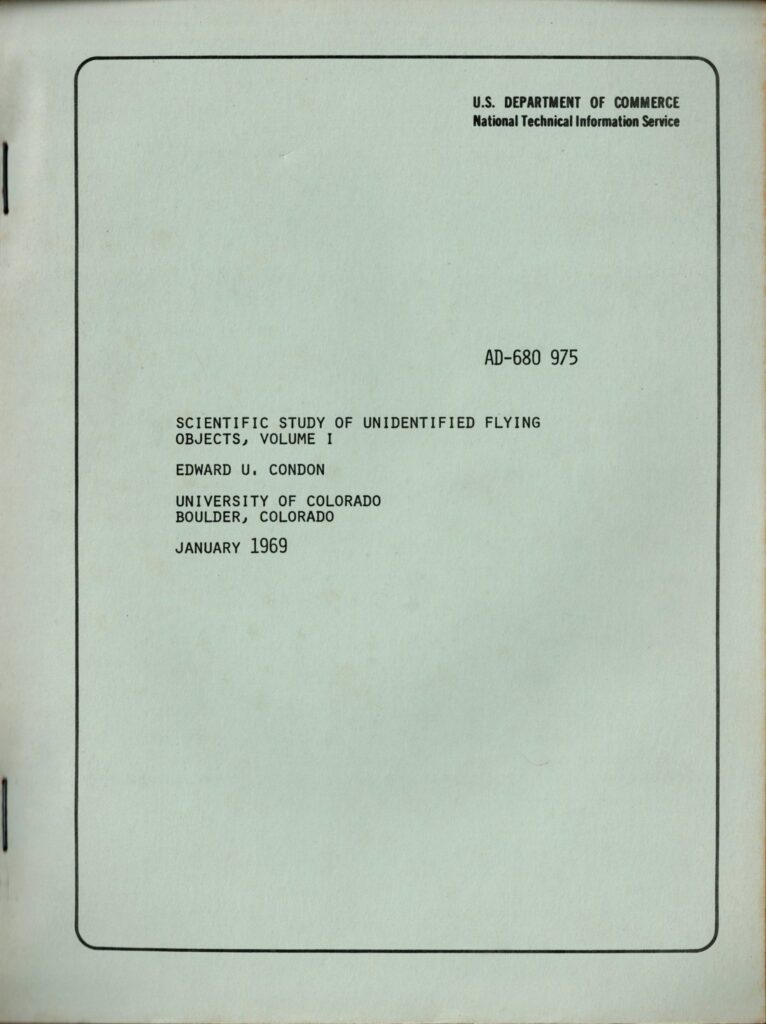 U.S. DEPARTMENT OF COMMERCE
National Technical Information Service
AD-680 975
SCIENTIFIC STUDY OF UNIDENTIFIED FLYING
OBJECTS, VOLUME I
EDWARD U. CONDON
UNIVERSITY OF COLORADO
BOULDER, COLORADO
JANUARY 1969